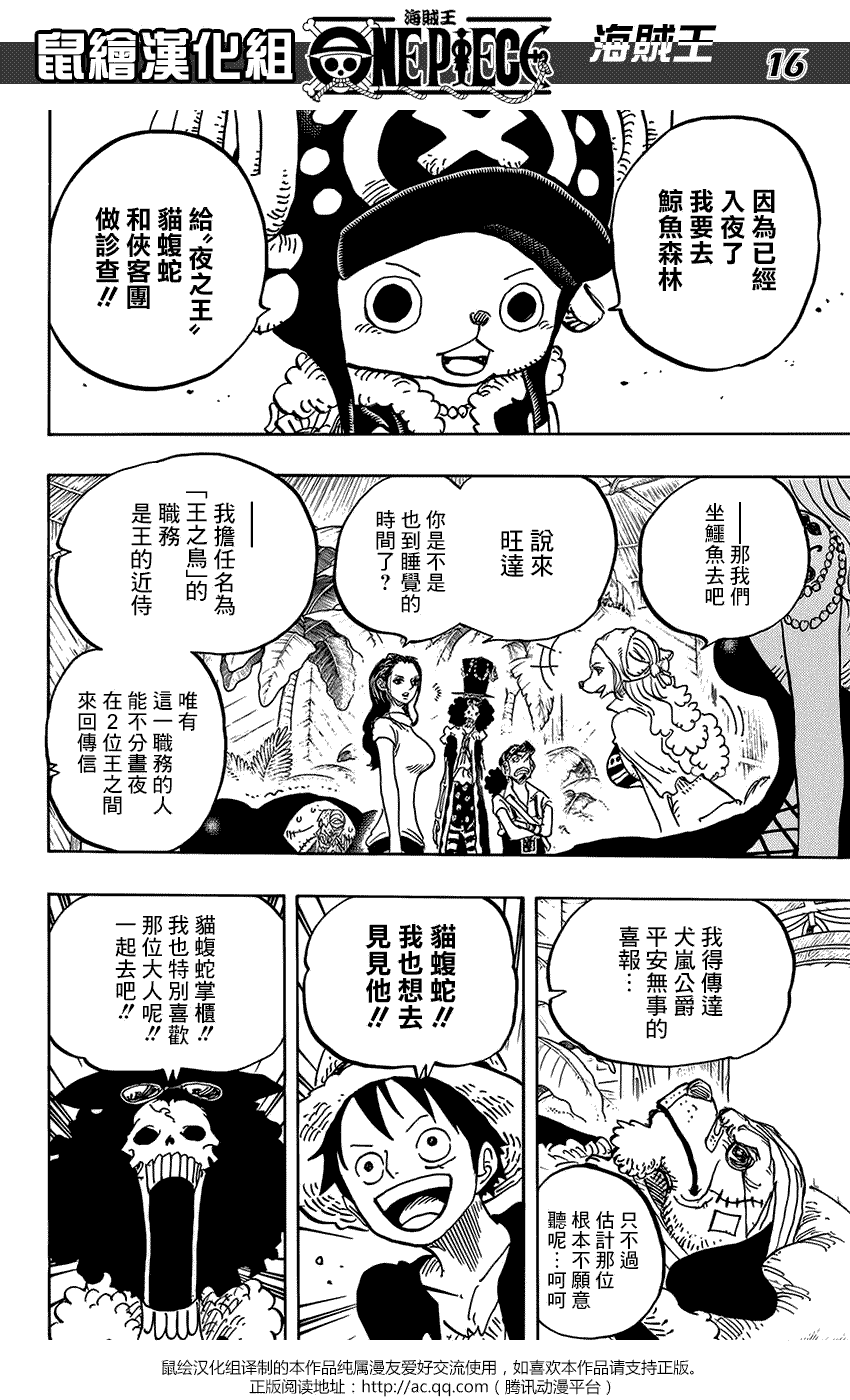 鼠繪漢化組
海賊王
ONE PIECE
海賊王
16
因為已經
入夜了
我要去
鯨魚森林
給〝夜之王〞
貓蝮蛇
和俠客團
做診查!!
——那我們
坐鱷魚去吧
說來
旺達
你是不是
也到睡覺的
時間了?
——
我擔任名為
「王之鳥」的
職務
是王的近侍
唯有
這一職務的人
能不分晝夜
在2位王之間
來回傳信
我得傳達
犬嵐公爵
平安無事的
喜報…
只不過
估計那位
根本不願意
聽呢…呵呵
貓蝮蛇!!
我也想去
見見他!!
貓蝮蛇掌櫃!!
我也特別喜歡
那位大人呢!!
一起去吧!!
鼠绘汉化组译制的本作品纯属漫友爱好交流使用，如喜欢本作品请支持正版。
正版阅读地址：http://ac.qq.com（腾讯动漫平台）